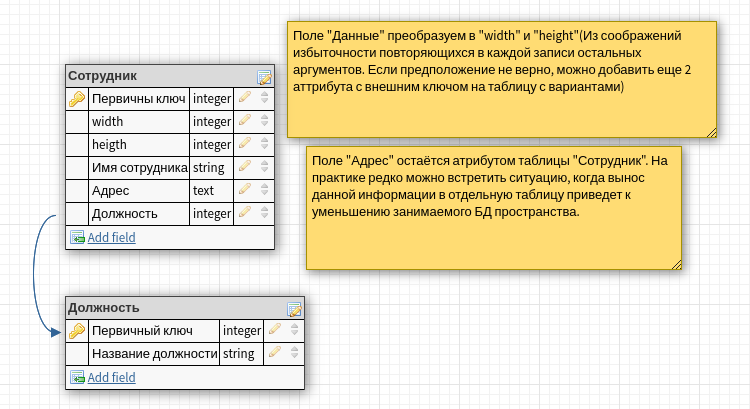 Поле "Данные" преобразуем в "width" и "height"(Из соображений
избыточности повторяющихся в каждой записи остальных
аргументов. Если предположение не верно, можно добавить еще 2
аттрибута с внешним ключом на таблицу с вариантами)
Сотрудник
Первичны ключ integer
width integer
heigth integer
Имя сотрудника string
Адрес text
Должность integer
Add field
Поле "Адрес" остаётся атрибутом таблицы "Сотрудник". На
практике редко можно встретить ситуацию, когда вынос
данной информации в отдельную таблицу приведет к
уменьшению занимаемого БД пространства.
Должность
Первичный ключ integer
Название должности string
Add field